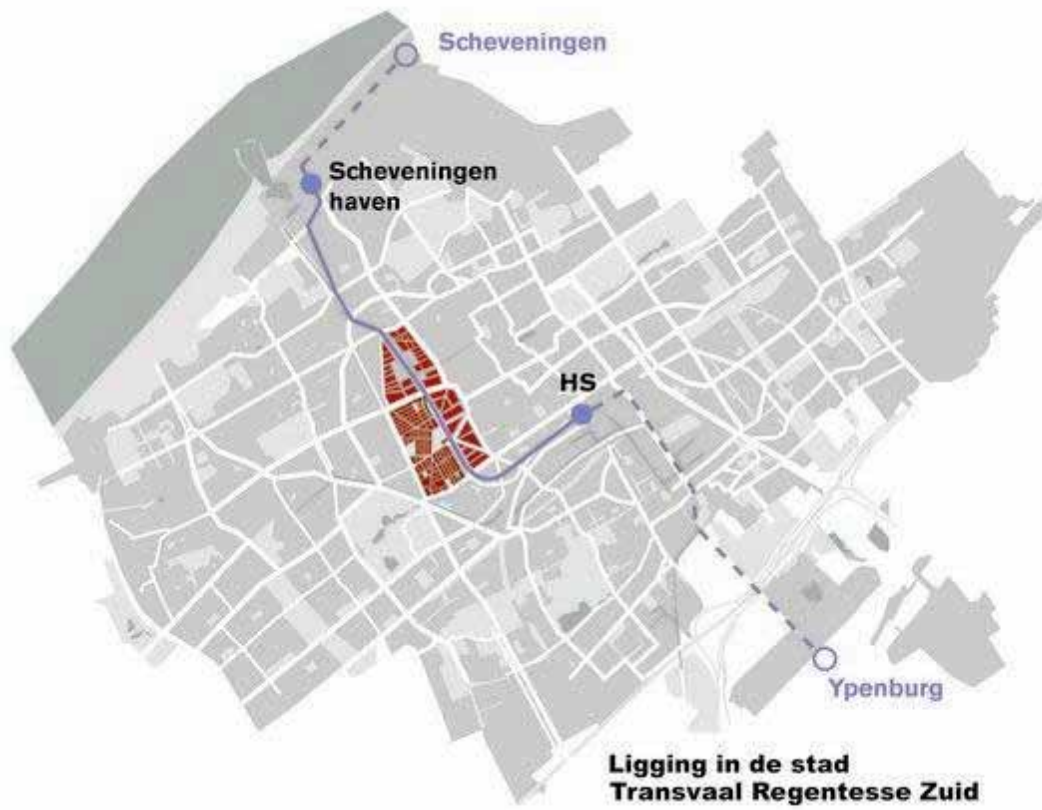 Scheveningen
Scheveningen
haven
HS
Ypenburg
Ligging in de stad
Transvaal Regentesse Zuid